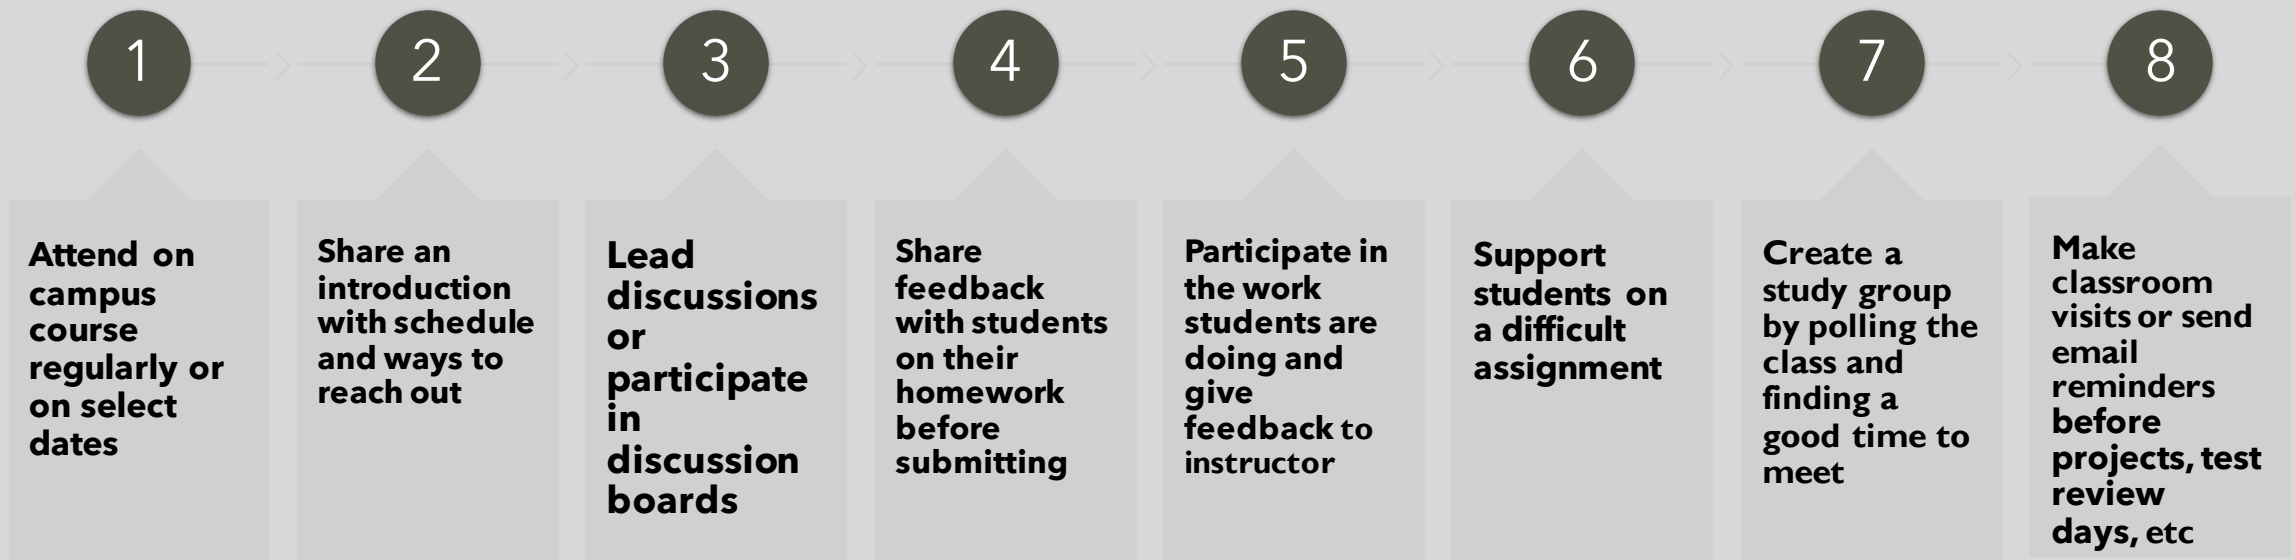 1
Attend on
campus
course
regularly or
on select
dates
2
Share an
introduction
with schedule
and ways to
reach out
3
Lead
discussions
or
participate
in
discussion
boards
4
Share
feedback
with students
on their
homework
before
submitting
5
Participate in
the work
students are
doing and
give
feedback to
instructor
6
Support
students on
a difficult
assignment
7
Create a
study group
by polling the
class and
finding a
good time to
meet
8
Make
classroom
visits or send
email
reminders
before
projects, test
review
days, etc